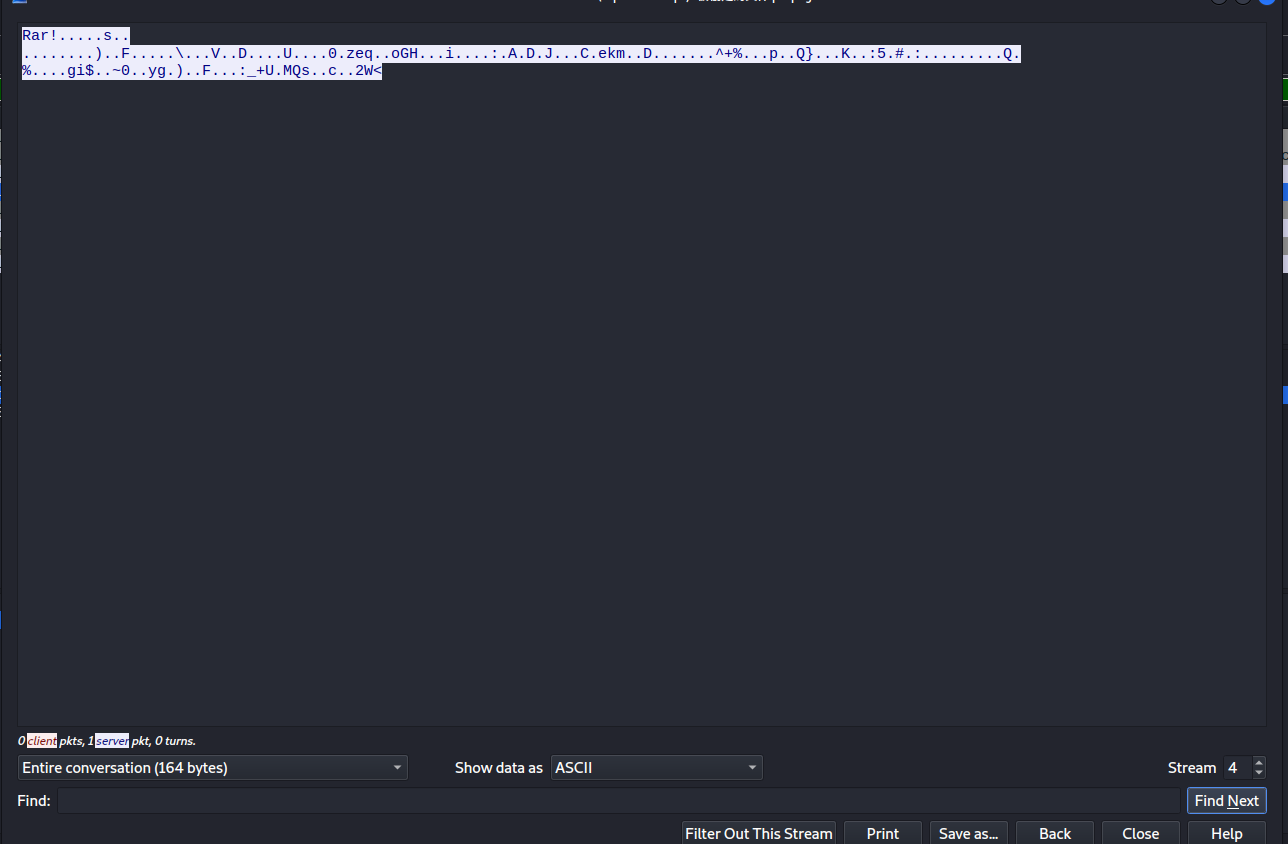 Rar!.....s..
........)..F.....\...V..D....U....0.zeq..oGH...i....:.A.D.J...C.ekm..D.......^+%...p..Q}...K..:5.#.:.........Q.
%....gi$..~0..yg.)..F...:_+U.MQs..c..2W<
0 client pkts, 1 server pkt, 0 turns.
Entire conversation (164 bytes) Show data as ASCII Stream 4
Find: Find Next
Filter Out This Stream Print Save as... Back Close Help